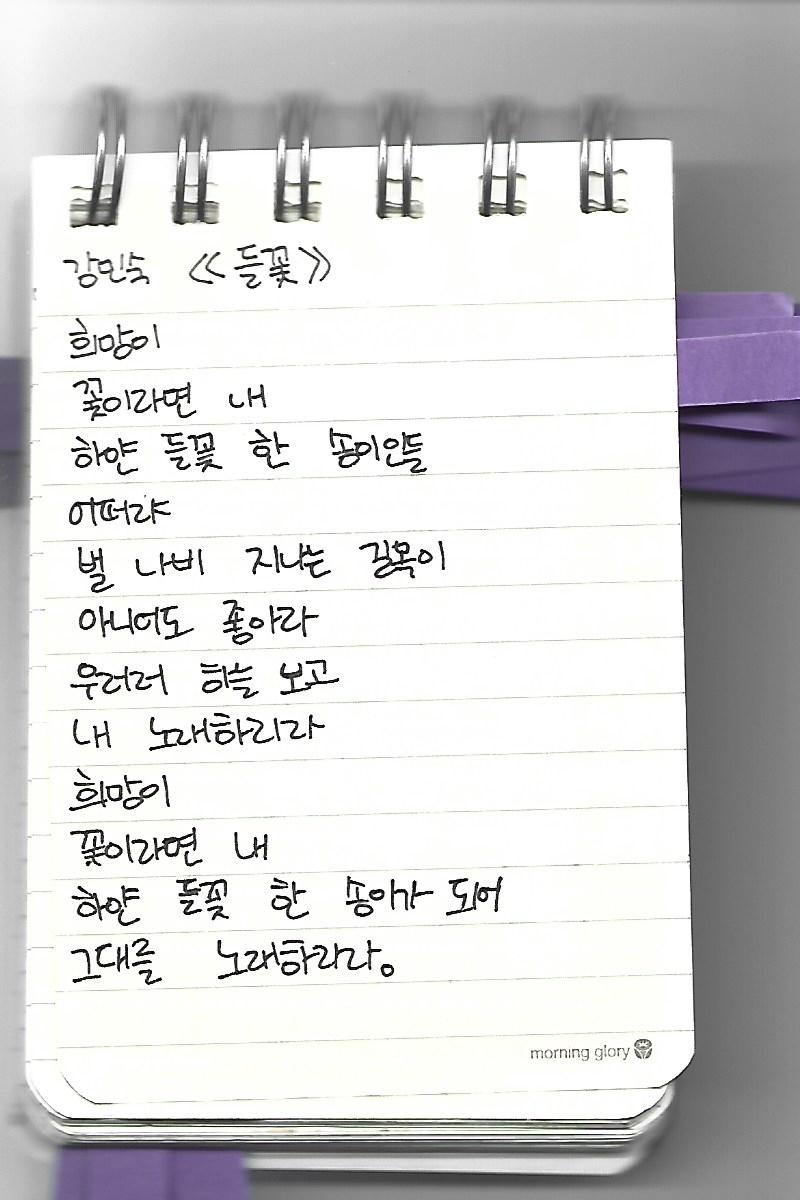 강민숙 《들꽃》
희망이
꽃이라면 내
하얀 들꽃 한 송이인들
어떠랴
벌 나비 지나는 길목이
아니어도 좋아라
우러러 하늘 보고
내 노래하리라
희망이
꽃이라면 내
하얀 들꽃 한 송이가 되어
그대를 노래하리라。
morning glory